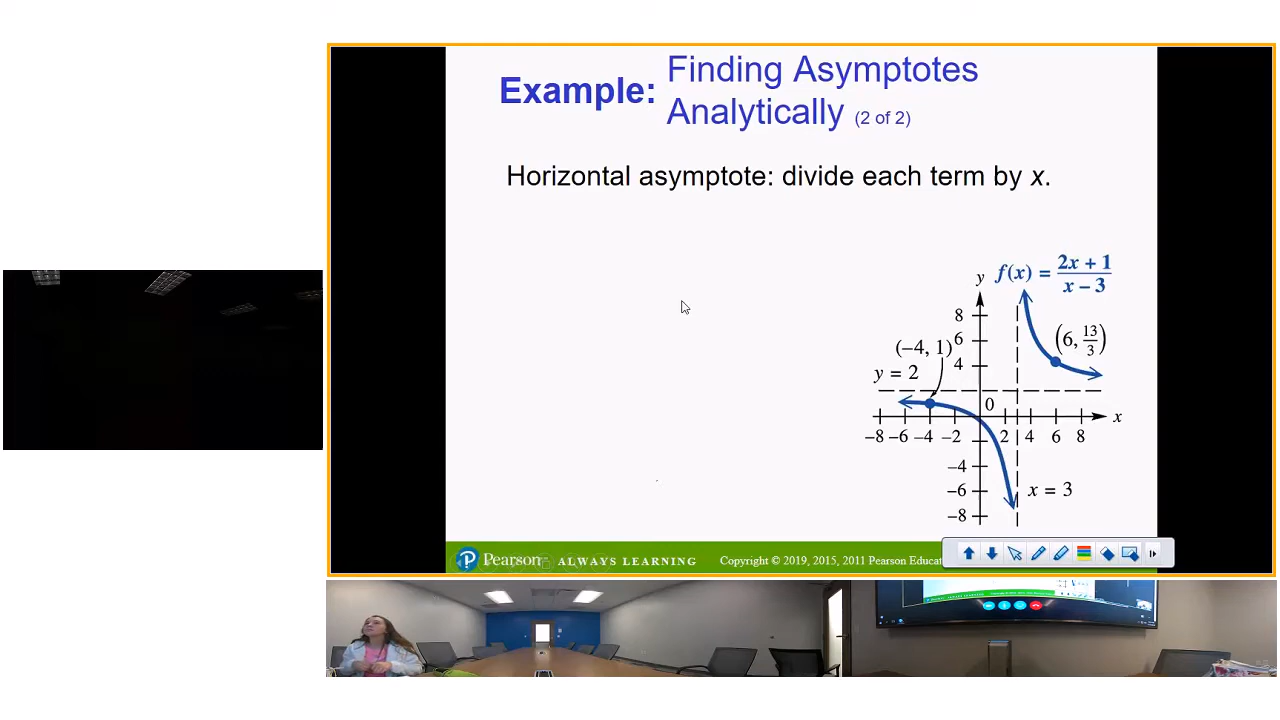 Example: Finding Asymptotes
Analytically (2 of 2)
Horizontal asymptote: divide each term by x.
y
f(x) = 2x + 1 / x − 3
8
6
4
(6, 13/3)
(−4, 1)
y = 2
0
x
−8 −6 −4 −2 2 4 6 8
−4
−6
−8
x = 3
Pearson ALWAYS LEARNING
Copyright © 2019, 2015, 2011 Pearson Educat